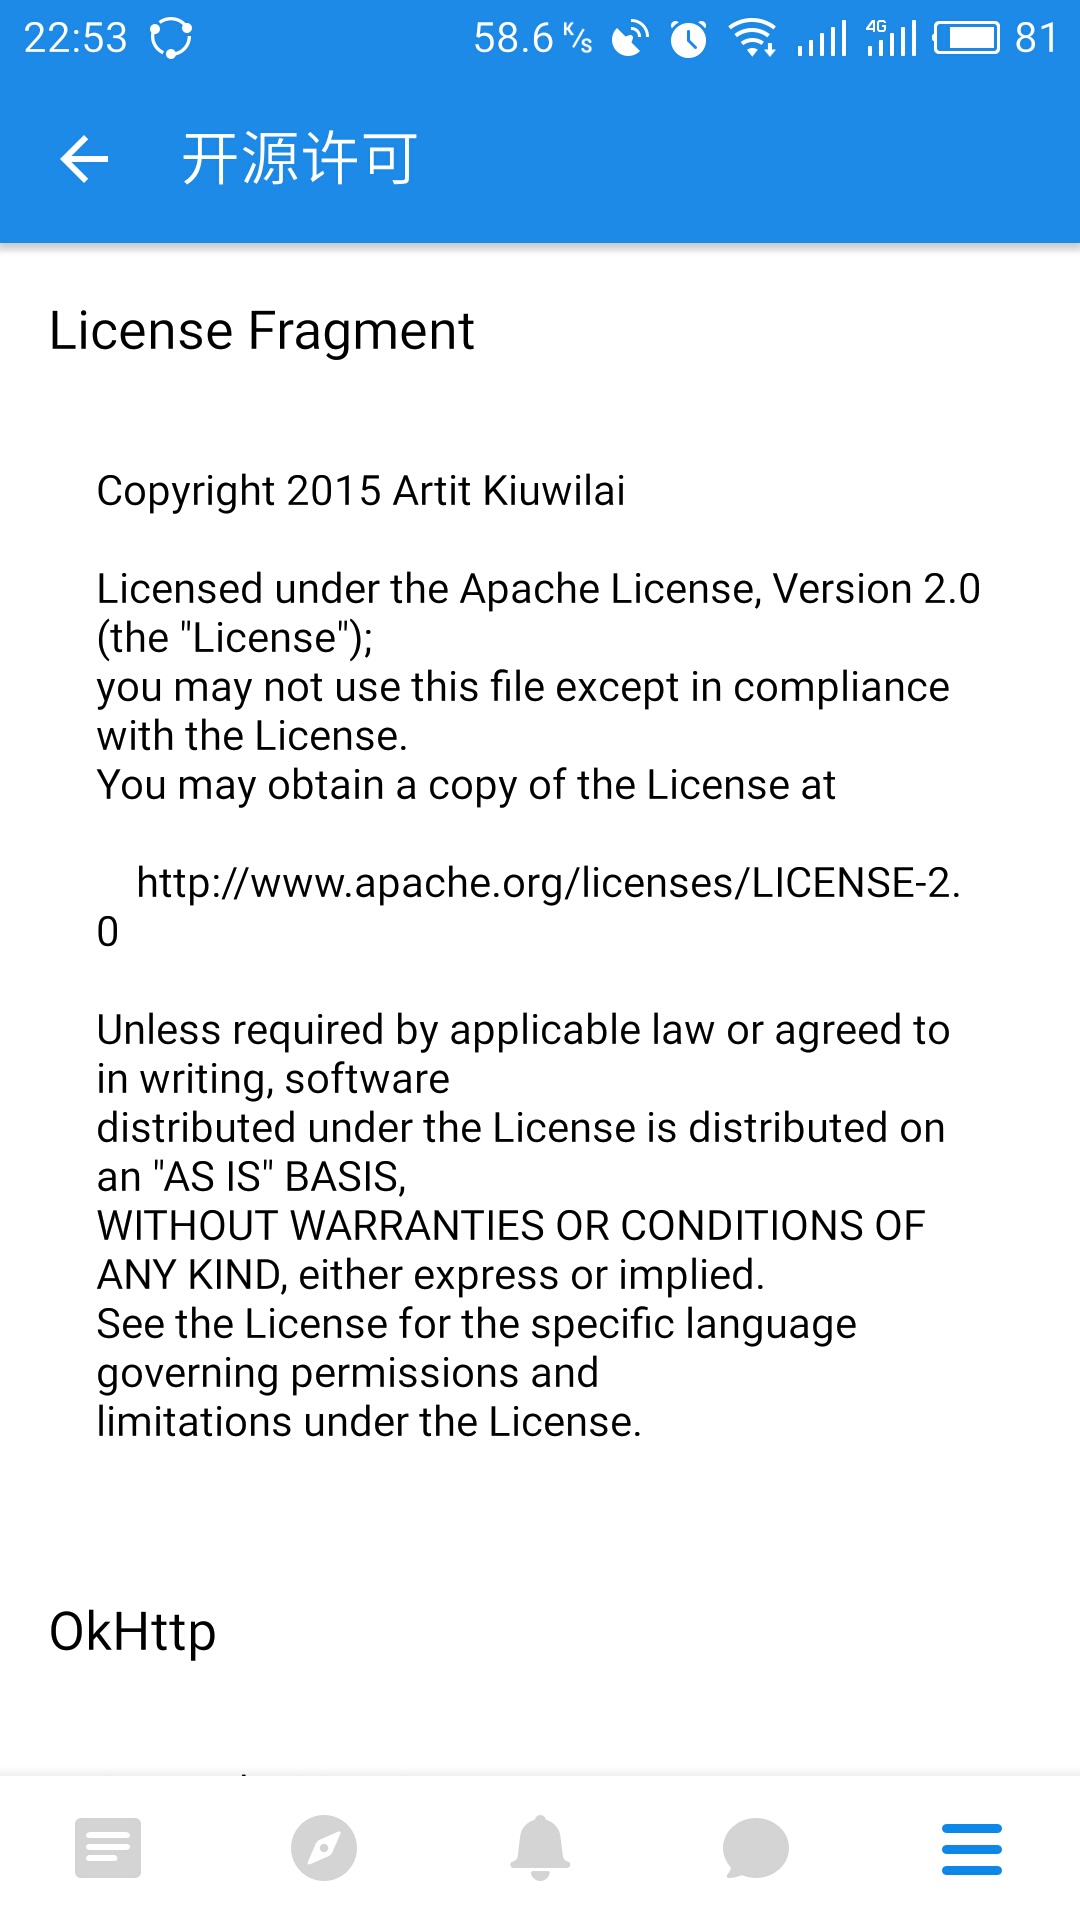 22:53 58.6 K/s 4G 81
开源许可
License Fragment
Copyright 2015 Artit Kiuwilai
Licensed under the Apache License, Version 2.0
(the "License");
you may not use this file except in compliance
with the License.
You may obtain a copy of the License at
http://www.apache.org/licenses/LICENSE-2.
0
Unless required by applicable law or agreed to
in writing, software
distributed under the License is distributed on
an "AS IS" BASIS,
WITHOUT WARRANTIES OR CONDITIONS OF
ANY KIND, either express or implied.
See the License for the specific language
governing permissions and
limitations under the License.
OkHttp